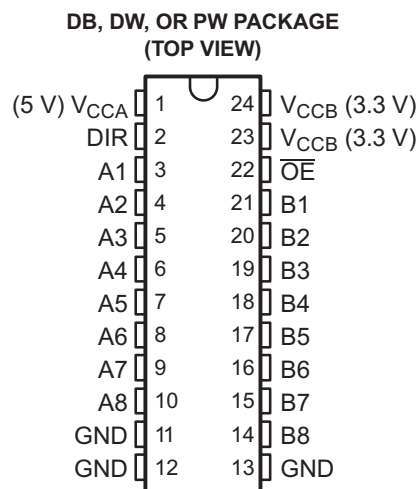 DB, DW, OR PW PACKAGE
(TOP VIEW)
(5 V) VCCA 1 24 VCCB (3.3 V)
DIR 2 23 VCCB (3.3 V)
A1 3 22 O̅E̅
A2 4 21 B1
A3 5 20 B2
A4 6 19 B3
A5 7 18 B4
A6 8 17 B5
A7 9 16 B6
A8 10 15 B7
GND 11 14 B8
GND 12 13 GND